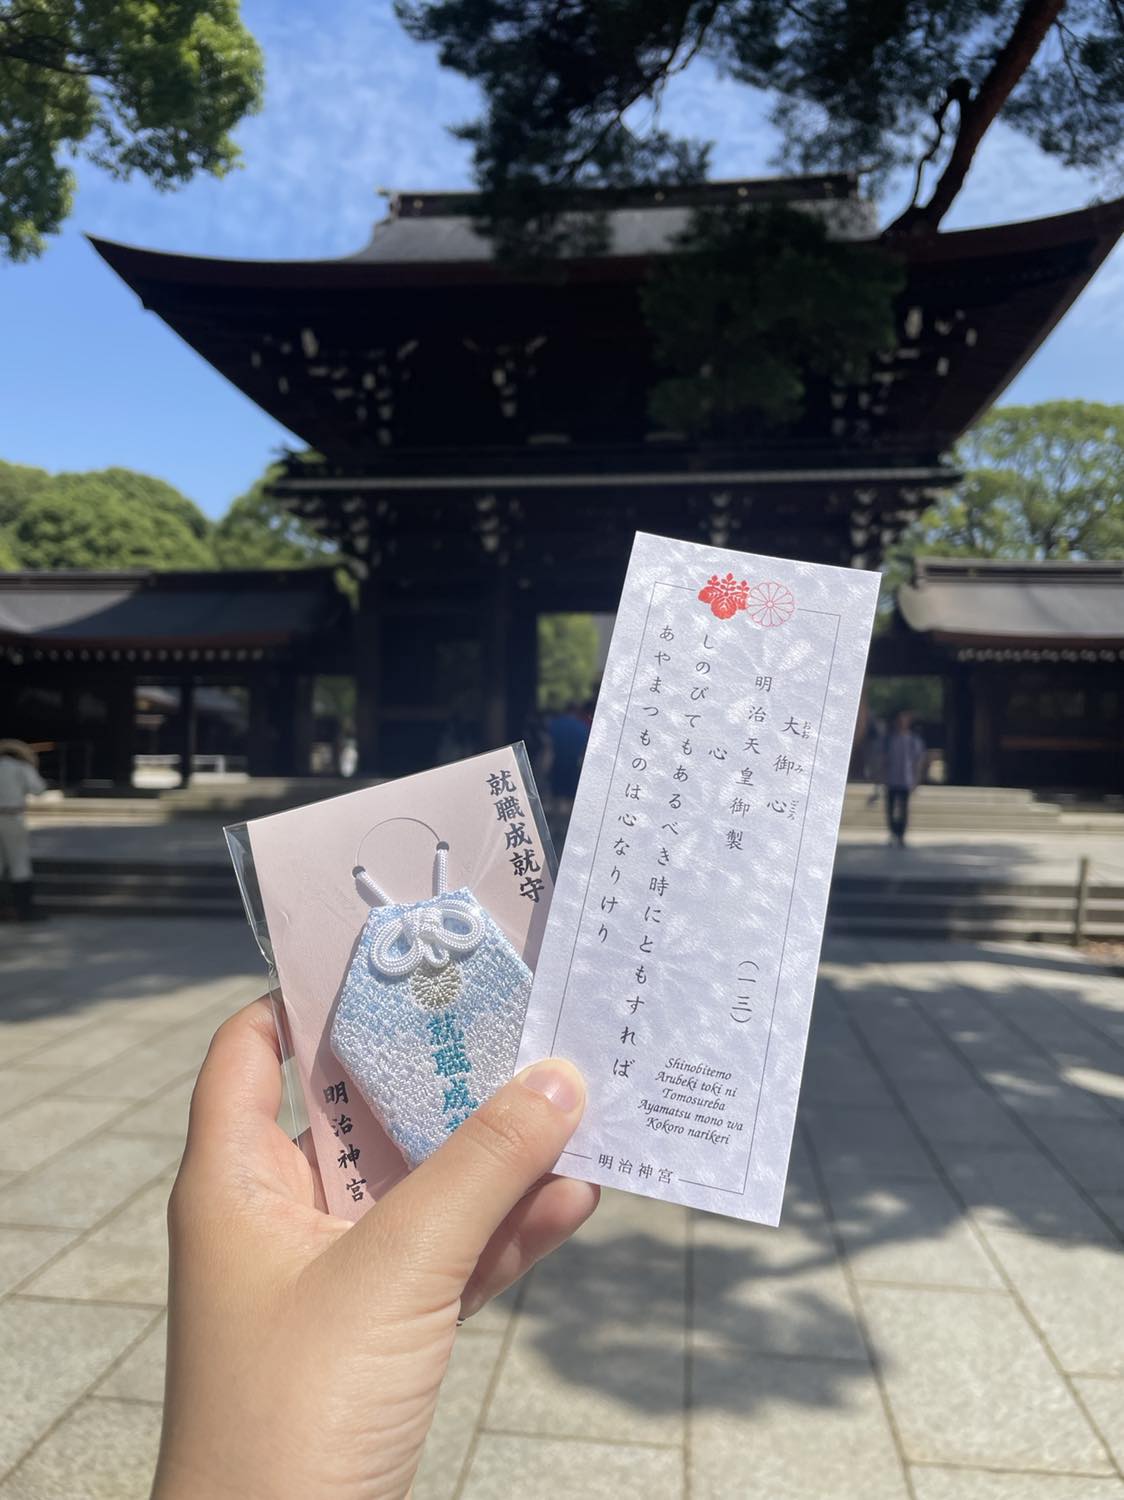 就職成就守
就職成
明治神宮
大御心
おおみごころ
明治天皇御製 (一三)
心
しのびてもあるべき時にともすれば
あやまつものは心なりけり
Shinobitemo
Arubeki toki ni
Tomosureba
Ayamatsu mono wa
Kokoro narikeri
明治神宮